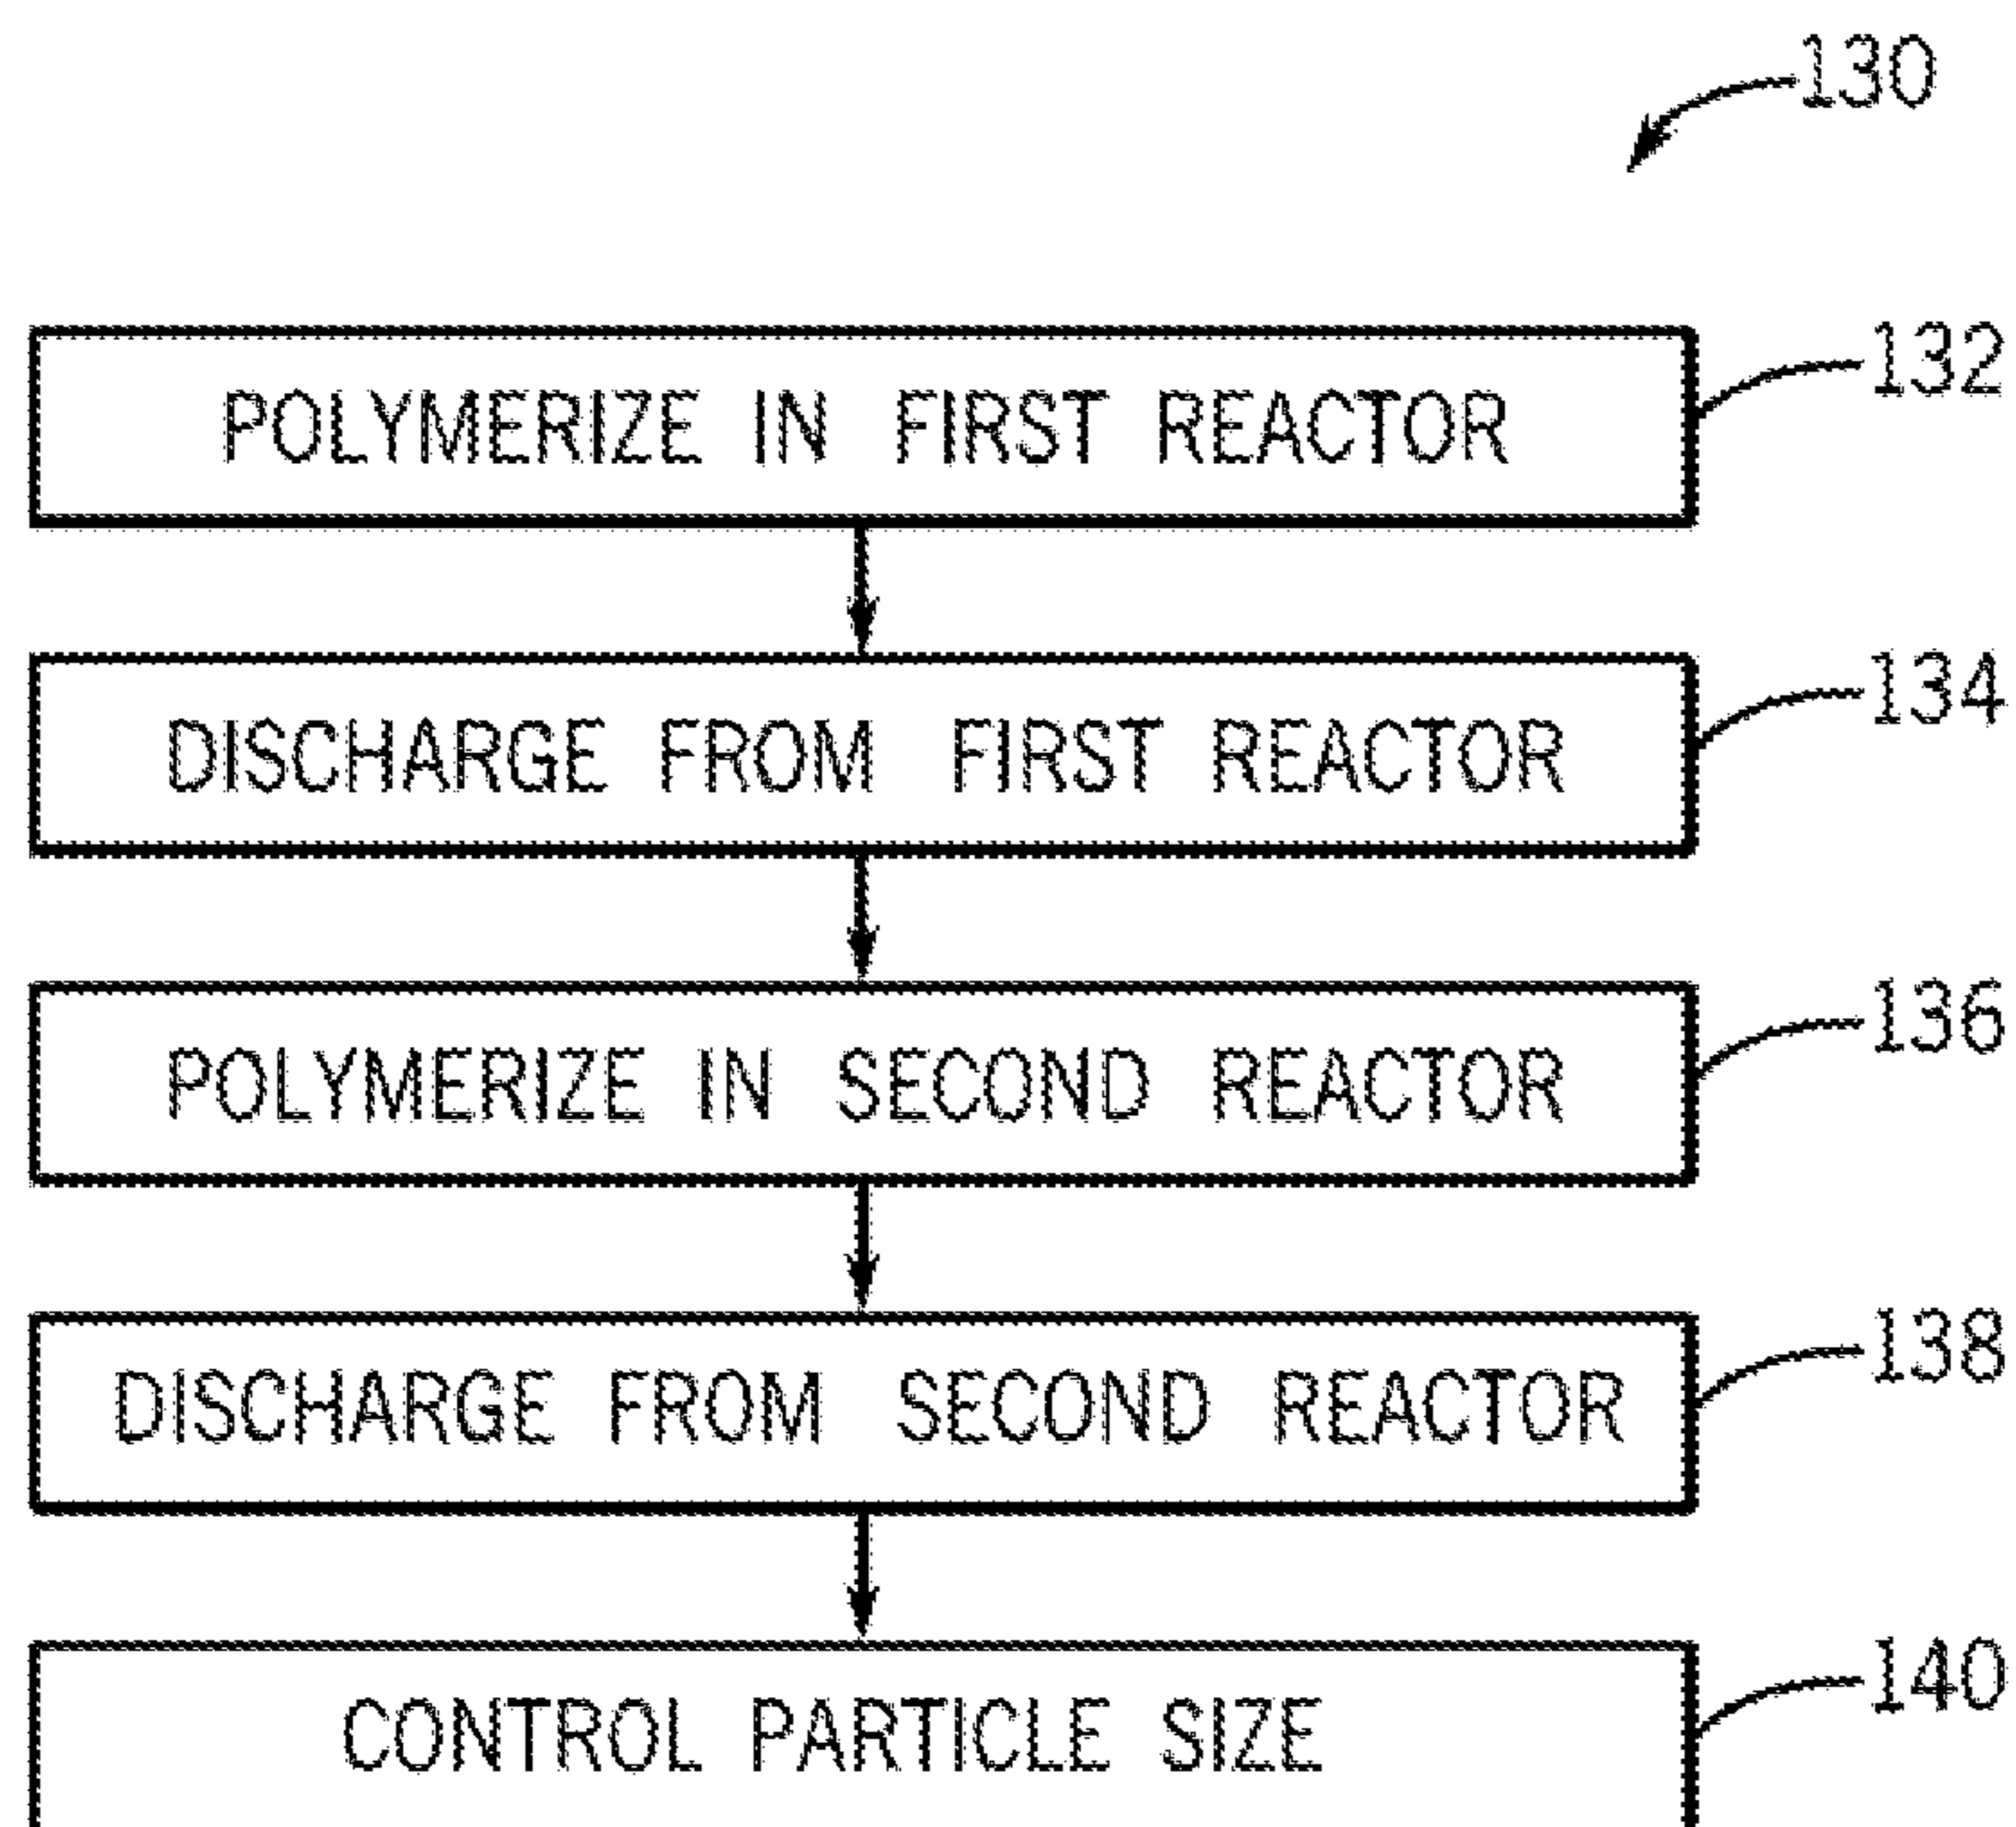 130
POLYMERIZE IN FIRST REACTOR
132
DISCHARGE FROM FIRST REACTOR
134
POLYMERIZE IN SECOND REACTOR
136
DISCHARGE FROM SECOND REACTOR
138
CONTROL PARTICLE SIZE
140